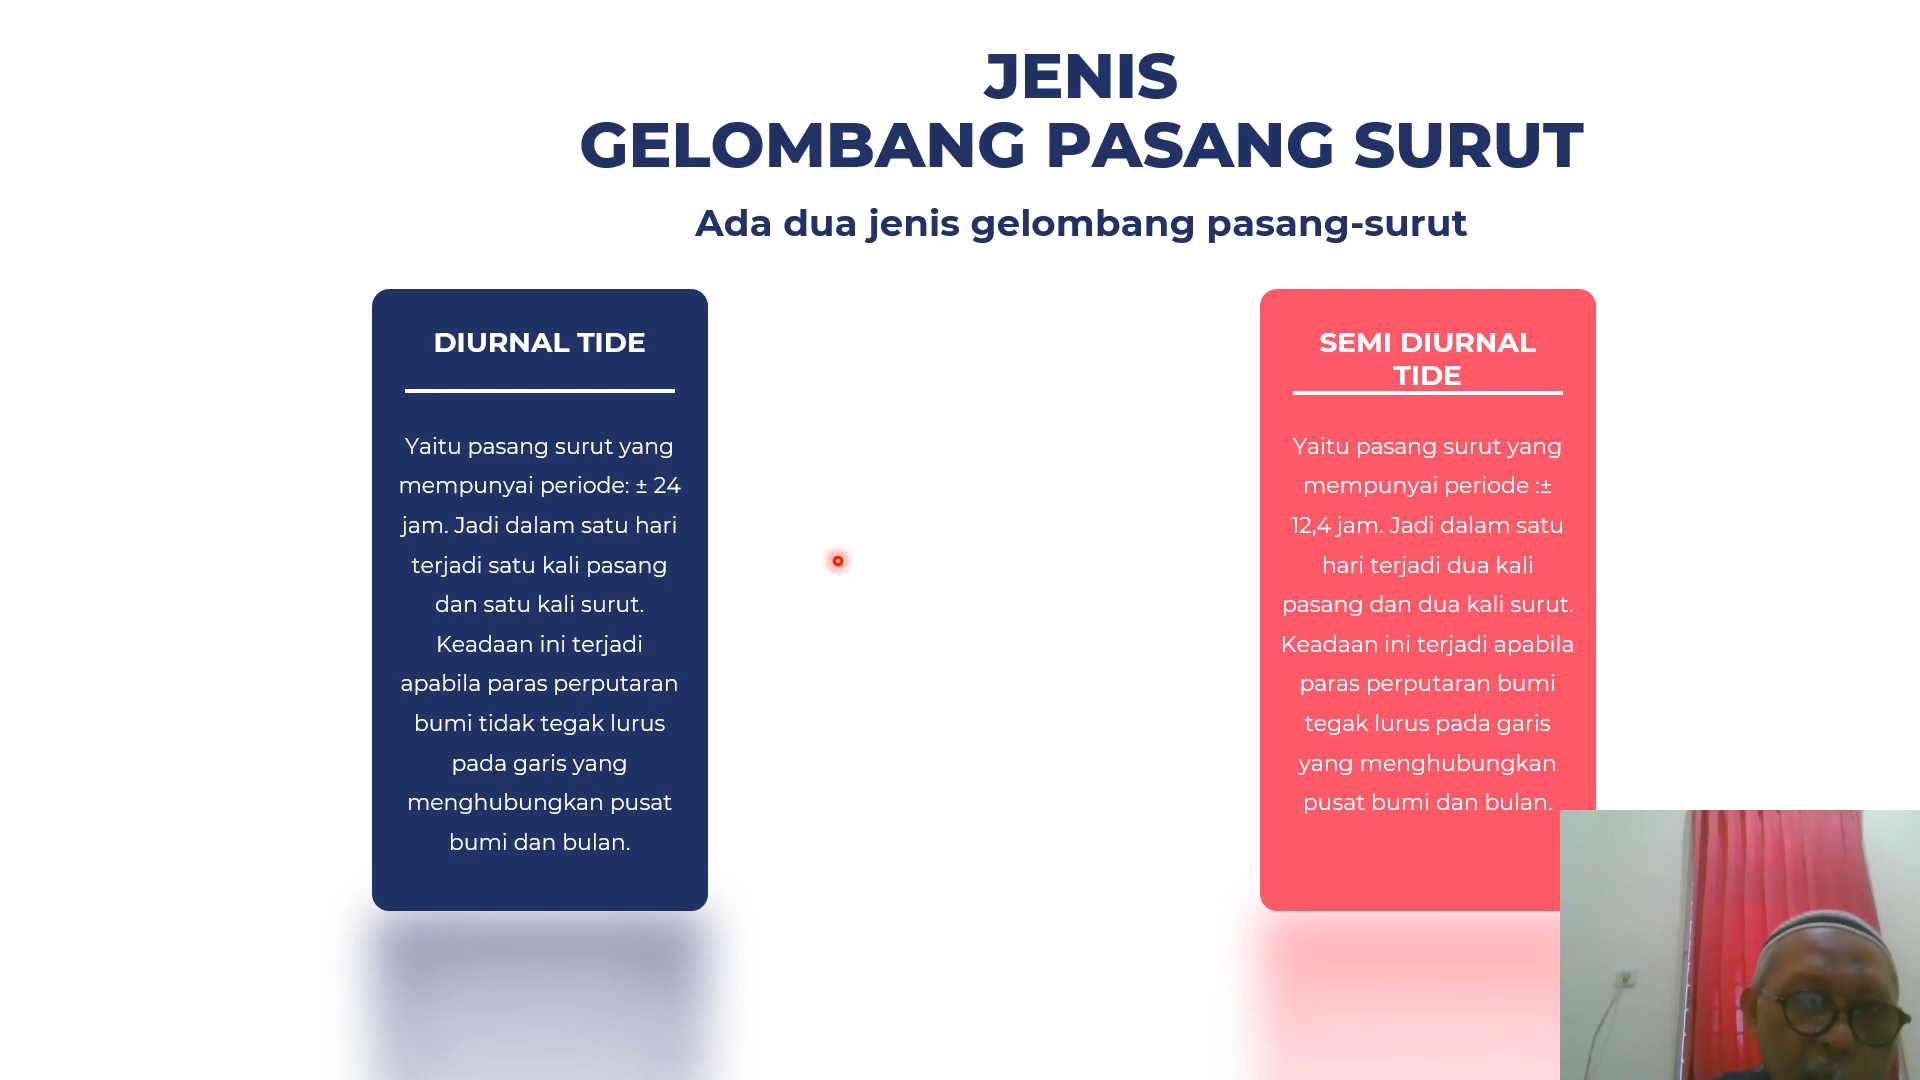 JENIS
GELOMBANG PASANG SURUT
Ada dua jenis gelombang pasang-surut
DIURNAL TIDE
Yaitu pasang surut yang
mempunyai periode: ± 24
jam. Jadi dalam satu hari
terjadi satu kali pasang
dan satu kali surut.
Keadaan ini terjadi
apabila paras perputaran
bumi tidak tegak lurus
pada garis yang
menghubungkan pusat
bumi dan bulan.
SEMI DIURNAL
TIDE
Yaitu pasang surut yang
mempunyai periode :±
12,4 jam. Jadi dalam satu
hari terjadi dua kali
pasang dan dua kali surut.
Keadaan ini terjadi apabila
paras perputaran bumi
tegak lurus pada garis
yang menghubungkan
pusat bumi dan bulan.